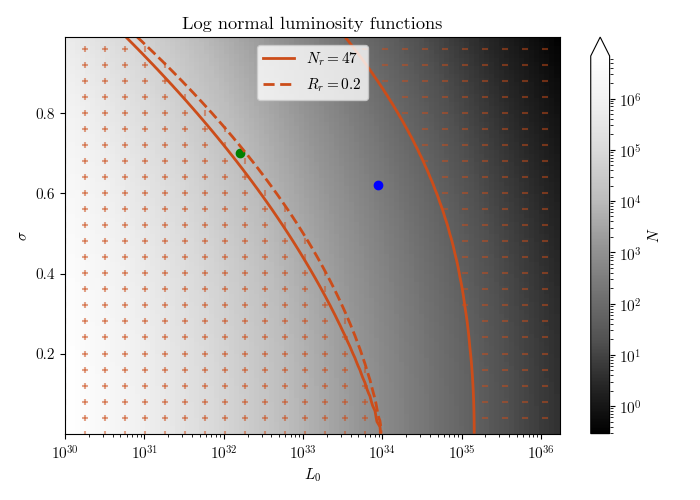 Log normal luminosity functions
N_r = 47
R_r = 0.2
0.8
0.6
0.4
0.2
σ
10^30 10^31 10^32 10^33 10^34 10^35 10^36
L_0
10^6
10^5
10^4
10^3
10^2
10^1
10^0
N